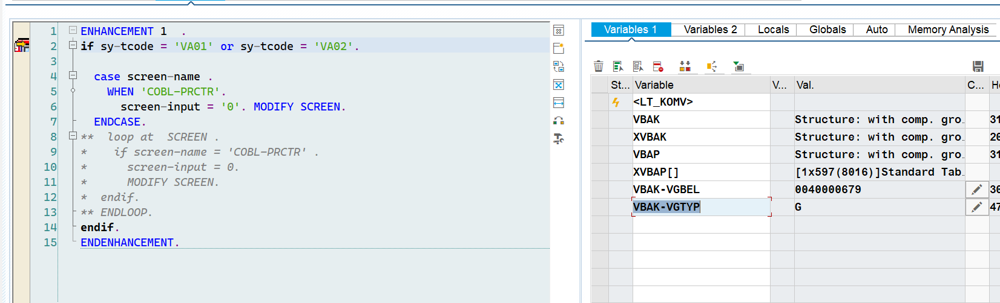 1 ENHANCEMENT 1  .
2 if sy-tcode = 'VA01' or sy-tcode = 'VA02'.
3
4 case screen-name .
5 WHEN 'COBL-PRCTR'.
6 screen-input = '0'. MODIFY SCREEN.
7 ENDCASE.
8 **  loop at  SCREEN .
9 *    if screen-name = 'COBL-PRCTR' .
10 *      screen-input = 0.
11 *      MODIFY SCREEN.
12 *  endif.
13 ** ENDLOOP.
14 endif.
15 ENDENHANCEMENT.
Variables 1 Variables 2 Locals Globals Auto Memory Analysis
St... Variable V... Val. C...
<LT_KOMV>
VBAK Structure: with comp. gro.. 31
XVBAK Structure: with comp. gro.. 20
VBAP Structure: with comp. gro.. 31
XVBAP[] [1x597(8016)]Standard Tab..
VBAK-VGBEL 0040000679 30
VBAK-VGTYP G 47